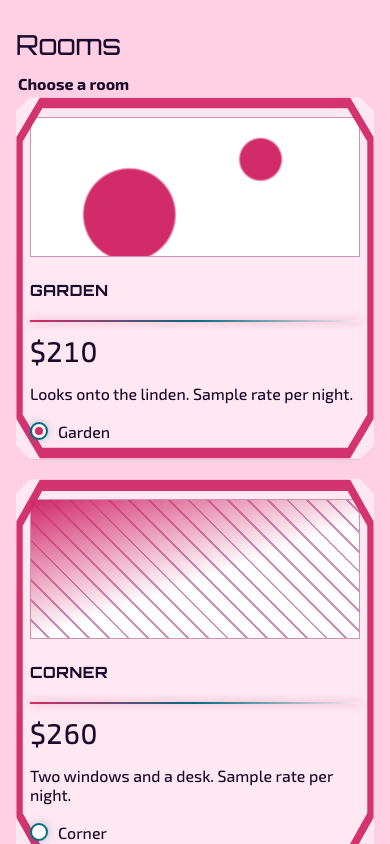 Rooms
Choose a room
GARDEN
$210
Looks onto the linden. Sample rate per night.
Garden
CORNER
$260
Two windows and a desk. Sample rate per
night.
Corner